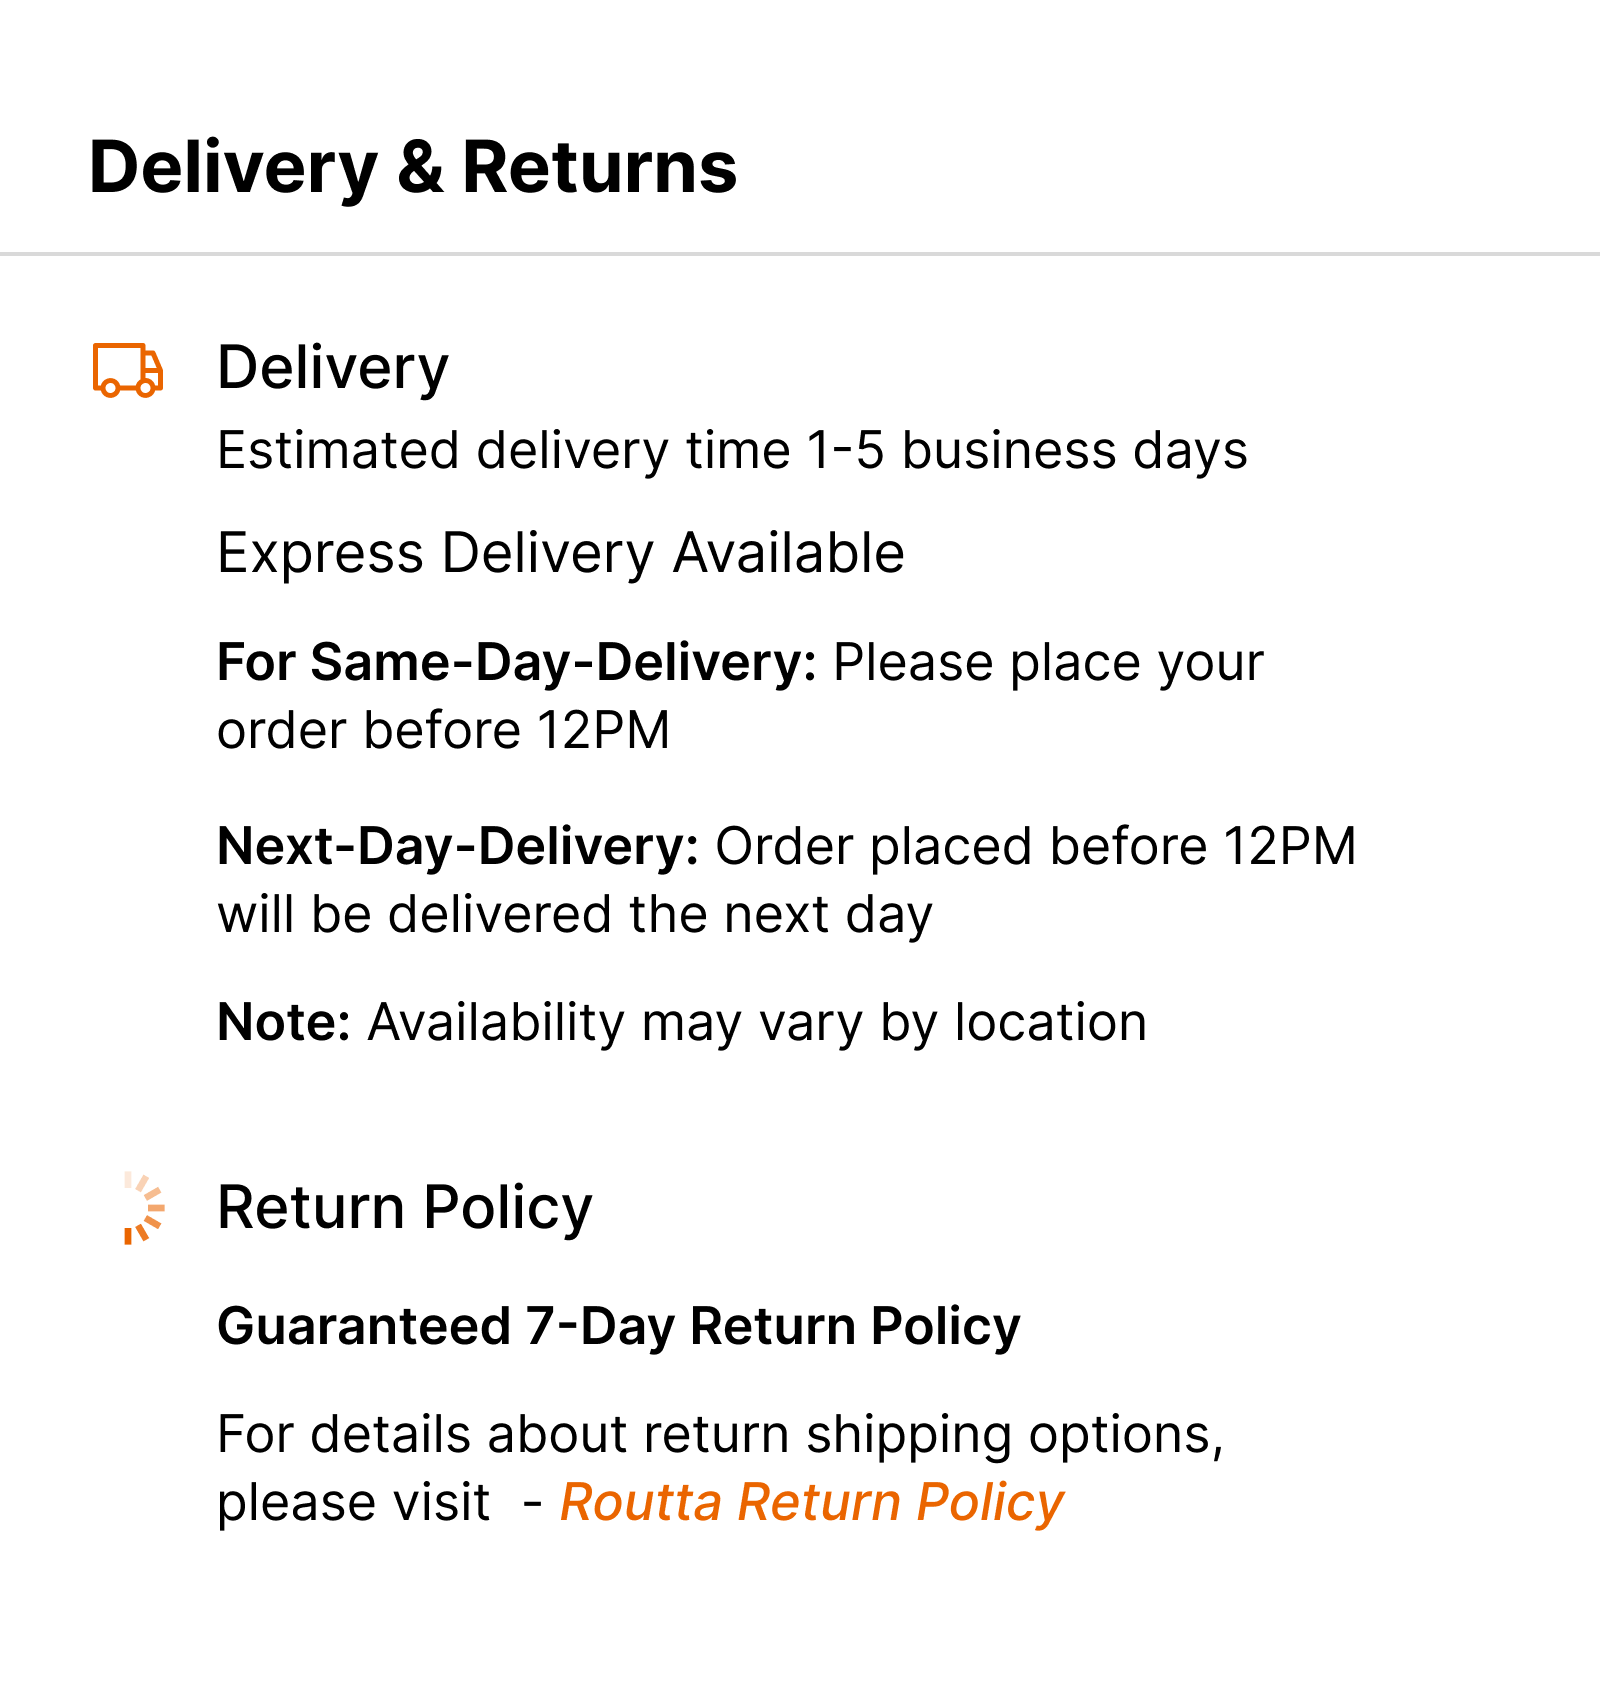 Delivery & Returns
Delivery
Estimated delivery time 1-5 business days
Express Delivery Available
For Same-Day-Delivery: Please place your
order before 12PM
Next-Day-Delivery: Order placed before 12PM
will be delivered the next day
Note: Availability may vary by location
Return Policy
Guaranteed 7-Day Return Policy
For details about return shipping options,
please visit  - Routta Return Policy